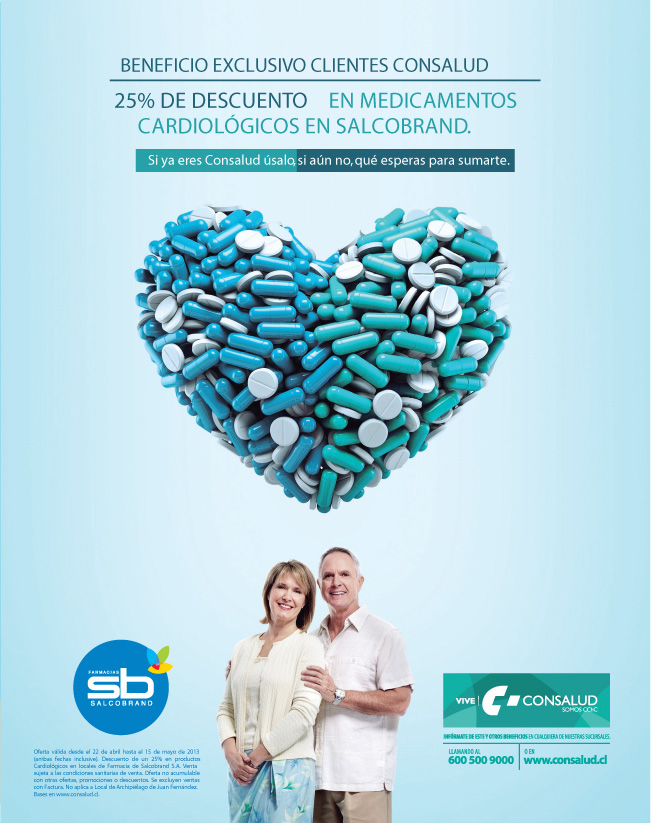 BENEFICIO EXCLUSIVO CLIENTES CONSALUD
25% DE DESCUENTO EN MEDICAMENTOS
CARDIOLÓGICOS EN SALCOBRAND.
Si ya eres Consalud úsalo, si aún no, qué esperas para sumarte.
FARMACIAS
sb
SALCOBRAND
Oferta válida desde el 22 de abril hasta el 15 de mayo de 2013
(ambas fechas inclusive). Descuento de un 25% en productos
Cardiológicos en locales de Farmacia de Salcobrand S.A. Venta
sujeta a las condiciones sanitarias de venta. Oferta no acumulable
con otras ofertas, promociones o descuentos. Se excluyen ventas
con Factura. No aplica a Local de Archipiélago de Juan Fernández.
Bases en www.consalud.cl.
VIVE CONSALUD
SOMOS CChC
INFÓRMATE DE ESTE Y OTROS BENEFICIOS EN CUALQUIERA DE NUESTRAS SUCURSALES.
LLAMANDO AL
600 500 9000
O EN
www.consalud.cl